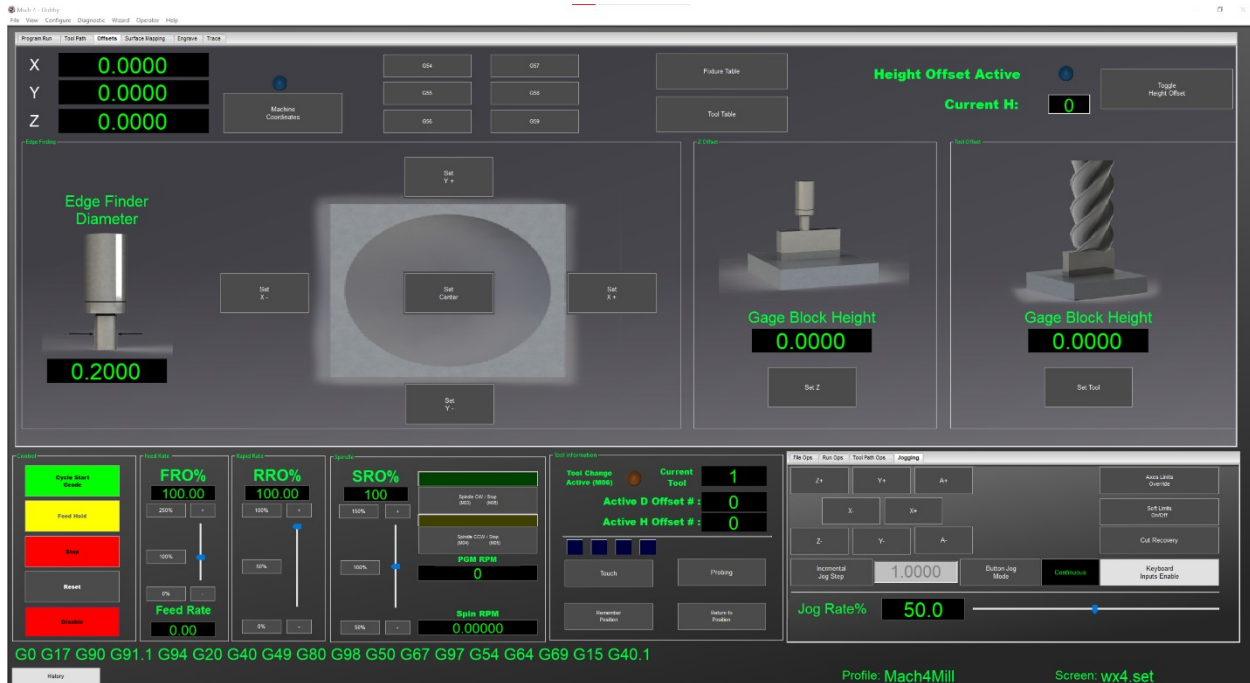 Mach 4 - Hobby
File View Configure Diagnostic Wizard Operator Help
Program Run Tool Path Offsets Surface Mapping Engrave Trace
X 0.0000
Y 0.0000
Z 0.0000
Machine
Coordinates
G54 G57
G55 G58
G56 G59
Fixture Table
Tool Table
Height Offset Active
Current H: 0
Toggle
Height Offset
Edge Finding
Edge Finder
Diameter
0.2000
Set
Y +
Set
X -
Set
Center
Set
X +
Set
Y -
Z Offset
Gage Block Height
0.0000
Set Z
Tool Offset
Gage Block Height
0.0000
Set Tool
Control
Cycle Start
Gcode
Feed Hold
Stop
Reset
Disable
Feed Rate
FRO%
100.00
250% +
100%
0% -
Feed Rate
0.00
Rapid Rate
RRO%
100.00
100% +
50%
0% -
Spindle
SRO%
100
150% +
100%
50% -
Spindle CW / Stop
(M03) (M05)
Spindle CCW / Stop
(M04) (M05)
PGM RPM
0
Spin RPM
0.00000
Tool Information
Tool Change
Active (M06)
Current
Tool
1
Active D Offset # : 0
Active H Offset # : 0
Touch Probing
Remember
Position
Return to
Position
File Ops Run Ops Tool Path Ops Jogging
Z+ Y+ A+
X- X+
Z- Y- A-
Axes Limits
Override
Soft Limits
On/Off
Cut Recovery
Incremental
Jog Step
1.0000
Button Jog
Mode
Continuous
Keyboard
Inputs Enable
Jog Rate% 50.0
G0 G17 G90 G91.1 G94 G20 G40 G49 G80 G98 G50 G67 G97 G54 G64 G69 G15 G40.1
History
Profile: Mach4Mill
Screen: wx4.set